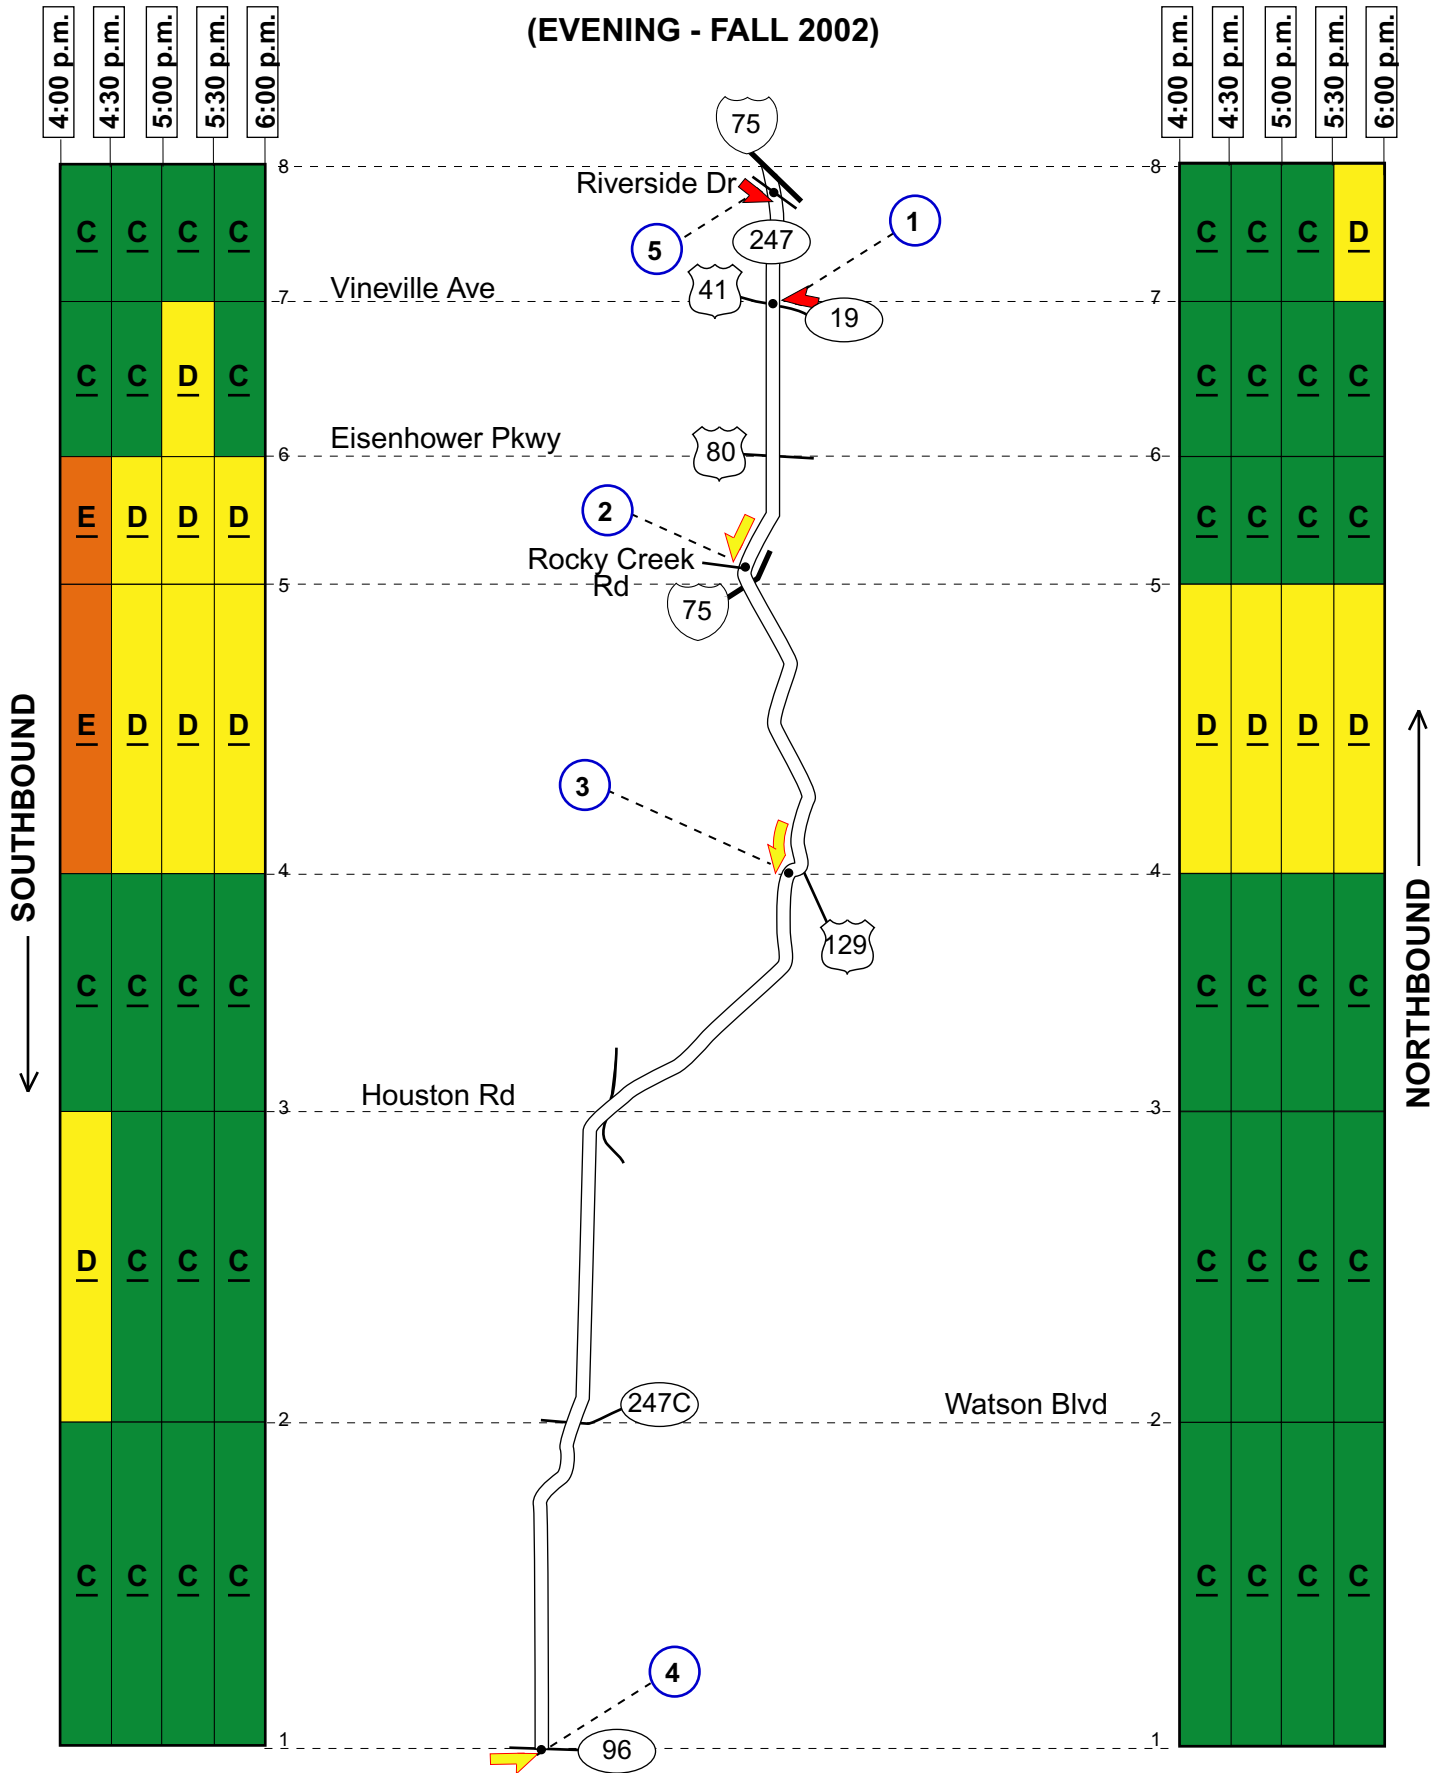 (EVENING - FALL 2002)
4:00 p.m.
4:30 p.m.
5:00 p.m.
5:30 p.m.
6:00 p.m.
4:00 p.m.
4:30 p.m.
5:00 p.m.
5:30 p.m.
6:00 p.m.
75
8
8
Riverside Dr
1
5
247
C C C C
C C C D
Vineville Ave
41
19
7
7
C C D C
C C C C
Eisenhower Pkwy
80
6
6
2
E D D D
C C C C
Rocky Creek
Rd
75
5
5
E D D D
D D D D
3
SOUTHBOUND
NORTHBOUND
4
4
129
C C C C
C C C C
Houston Rd
3
3
D C C C
C C C C
247C
Watson Blvd
2
2
C C C C
C C C C
4
1
1
96